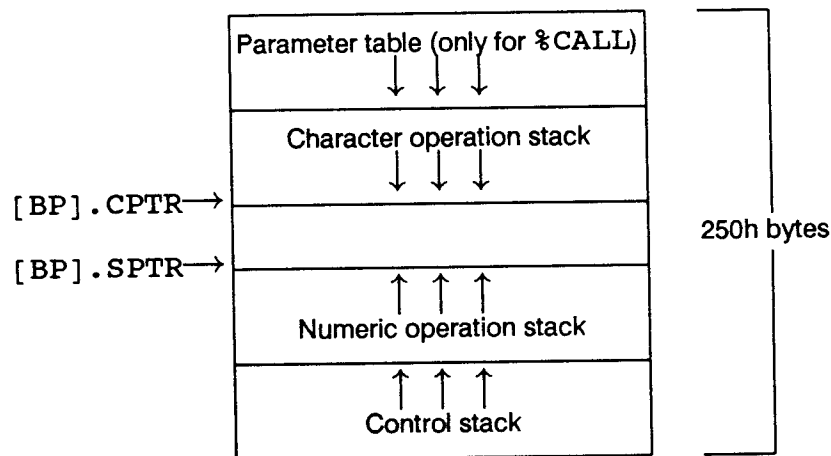 Parameter table (only for %CALL)
Character operation stack
[BP].CPTR
[BP].SPTR
250h bytes
Numeric operation stack
Control stack